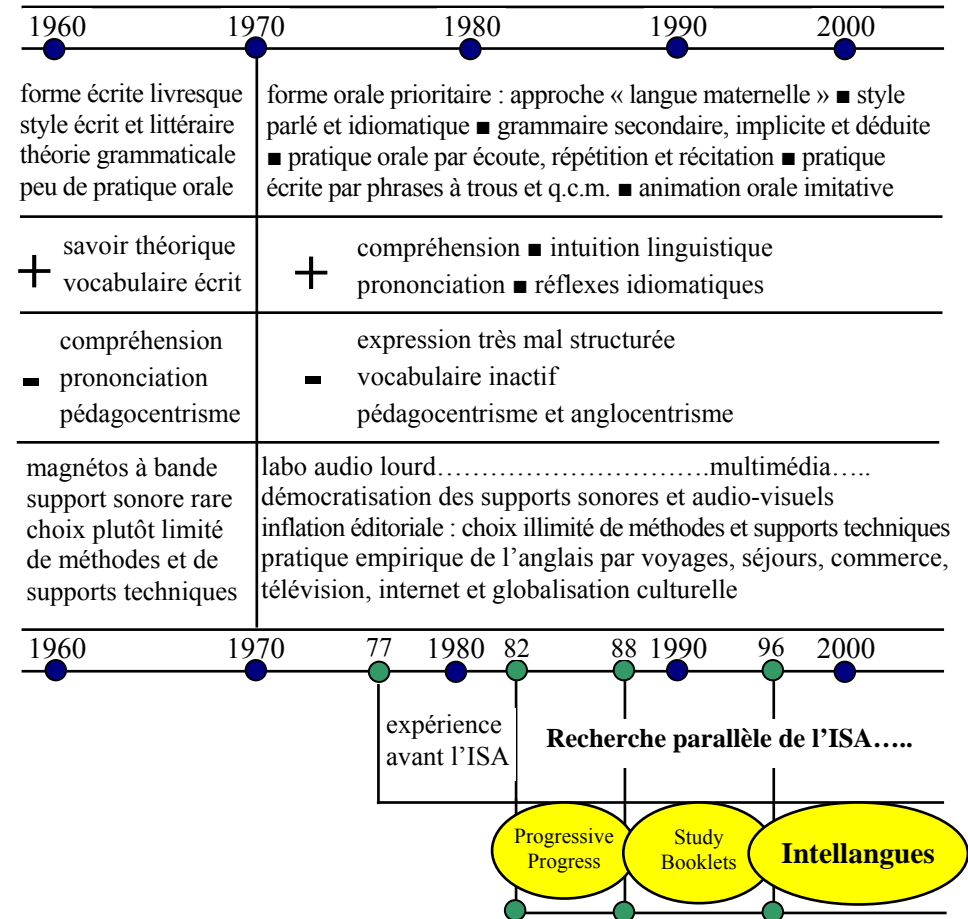 1960 1970 1980 1990 2000
forme écrite livresque
style écrit et littéraire
théorie grammaticale
peu de pratique orale
forme orale prioritaire : approche « langue maternelle » ■ style
parlé et idiomatique ■ grammaire secondaire, implicite et déduite
■ pratique orale par écoute, répétition et récitation ■ pratique
écrite par phrases à trous et q.c.m. ■ animation orale imitative
+ savoir théorique
vocabulaire écrit
+ compréhension ■ intuition linguistique
prononciation ■ réflexes idiomatiques
compréhension
- prononciation
pédagocentrisme
expression très mal structurée
- vocabulaire inactif
pédagocentrisme et anglocentrisme
magnétos à bande
support sonore rare
choix plutôt limité
de méthodes et de
supports techniques
labo audio lourd…………………………multimédia…..
démocratisation des supports sonores et audio-visuels
inflation éditoriale : choix illimité de méthodes et supports techniques
pratique empirique de l’anglais par voyages, séjours, commerce,
télévision, internet et globalisation culturelle
1960 1970 77 1980 82 88 1990 96 2000
expérience
avant l’ISA
Recherche parallèle de l’ISA…..
Progressive
Progress
Study
Booklets
Intellangues